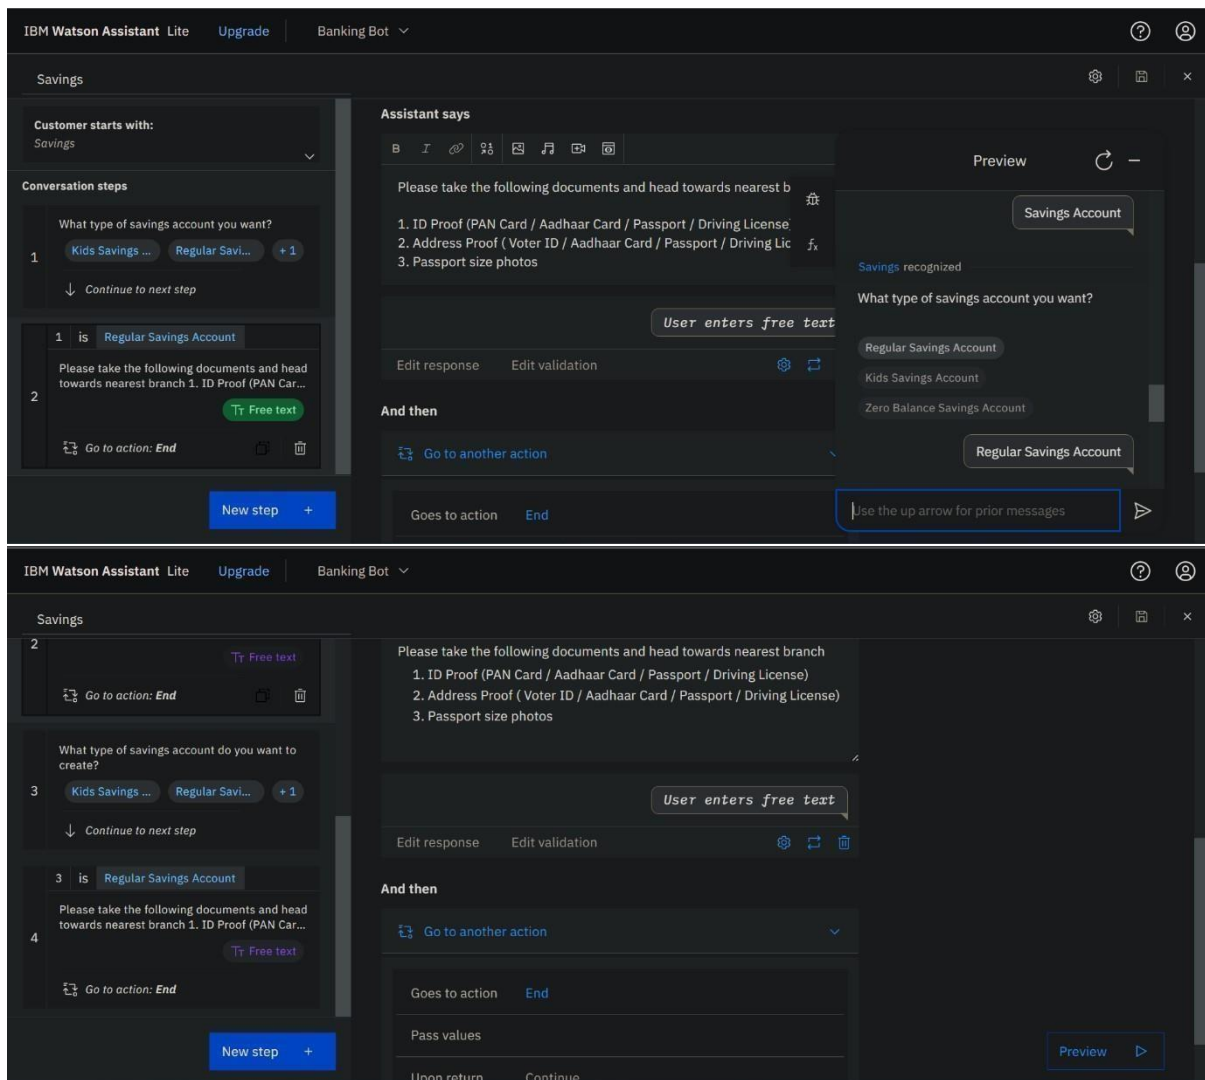 IBM Watson Assistant Lite Upgrade Banking Bot
Savings
Customer starts with:
Savings
Conversation steps
1
What type of savings account you want?
Kids Savings ... Regular Savi... + 1
Continue to next step
2
1 is Regular Savings Account
Please take the following documents and head
towards nearest branch 1. ID Proof (PAN Car...
Free text
Go to action: End
New step +
Assistant says
B I
Please take the following documents and head towards nearest b
1. ID Proof (PAN Card / Aadhaar Card / Passport / Driving License
2. Address Proof ( Voter ID / Aadhaar Card / Passport / Driving Lic
3. Passport size photos
User enters free text
Edit response Edit validation
And then
Go to another action
Goes to action End
Preview
Savings Account
Savings recognized
What type of savings account you want?
Regular Savings Account
Kids Savings Account
Zero Balance Savings Account
Regular Savings Account
Use the up arrow for prior messages
IBM Watson Assistant Lite Upgrade Banking Bot
Savings
2
Free text
Go to action: End
3
What type of savings account do you want to
create?
Kids Savings ... Regular Savi... + 1
Continue to next step
4
3 is Regular Savings Account
Please take the following documents and head
towards nearest branch 1. ID Proof (PAN Car...
Free text
Go to action: End
New step +
Please take the following documents and head towards nearest branch
1. ID Proof (PAN Card / Aadhaar Card / Passport / Driving License)
2. Address Proof ( Voter ID / Aadhaar Card / Passport / Driving License)
3. Passport size photos
User enters free text
Edit response Edit validation
And then
Go to another action
Goes to action End
Pass values
Upon return Continue
Preview